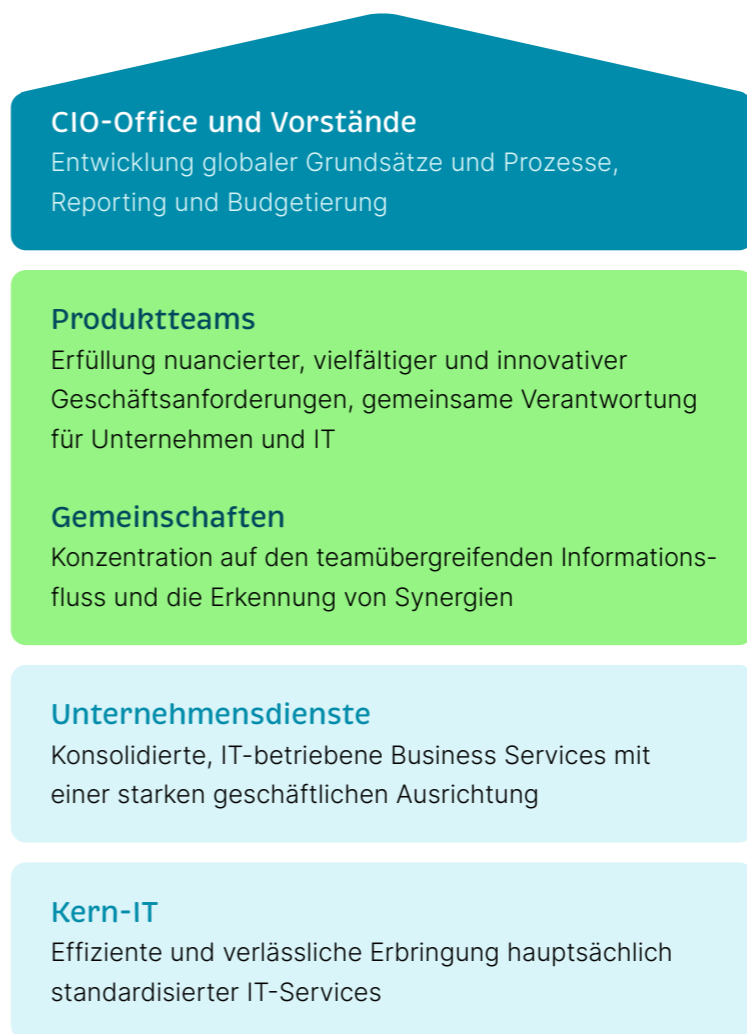 CIO-Office und Vorstände
Entwicklung globaler Grundsätze und Prozesse,
Reporting und Budgetierung
Produktteams
Erfüllung nuancierter, vielfältiger und innovativer
Geschäftsanforderungen, gemeinsame Verantwortung
für Unternehmen und IT
Gemeinschaften
Konzentration auf den teamübergreifenden Informations-
fluss und die Erkennung von Synergien
Unternehmensdienste
Konsolidierte, IT-betriebene Business Services mit
einer starken geschäftlichen Ausrichtung
Kern-IT
Effiziente und verlässliche Erbringung hauptsächlich
standardisierter IT-Services